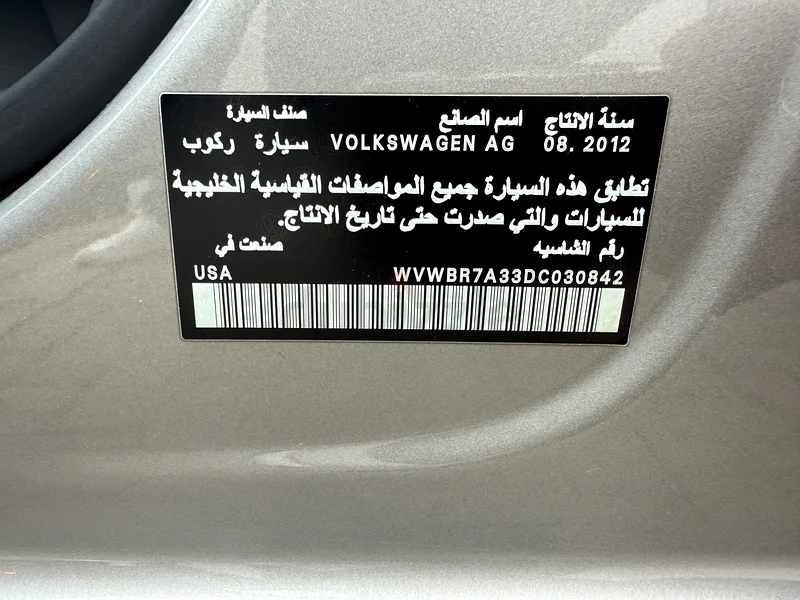 سنة الانتاج اسم الصانع صنف السيارة
08. 2012 VOLKSWAGEN AG سيارة ركوب
تطابق هذه السيارة جميع المواصفات القياسية الخليجية
للسيارات والتي صدرت حتى تاريخ الانتاج.
رقم الشاسيه صنعت في
WVWBR7A33DC030842 USA